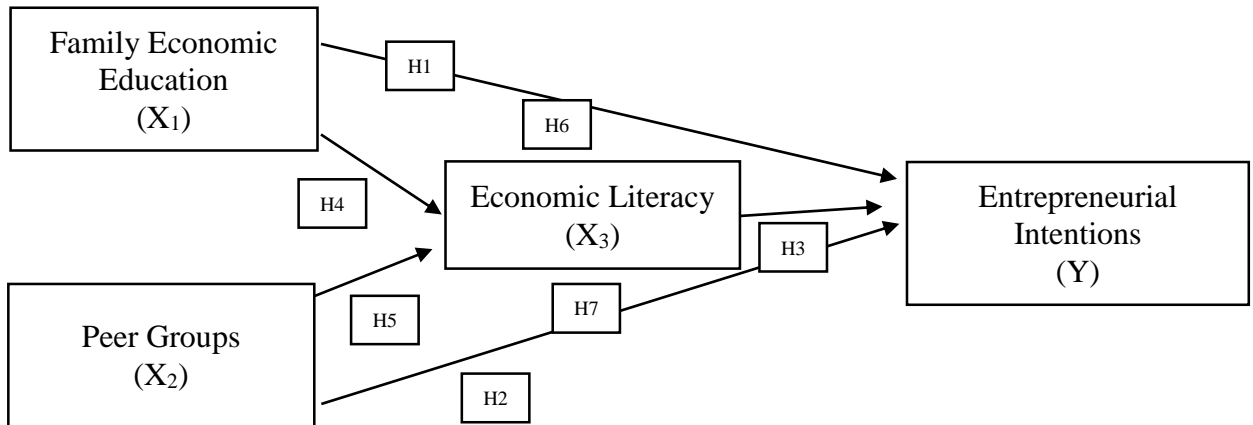 Family Economic
Education
(X₁)
H1
H6
H4
Economic Literacy
(X₃)
Entrepreneurial
Intentions
(Y)
H3
Peer Groups
(X₂)
H5
H7
H2